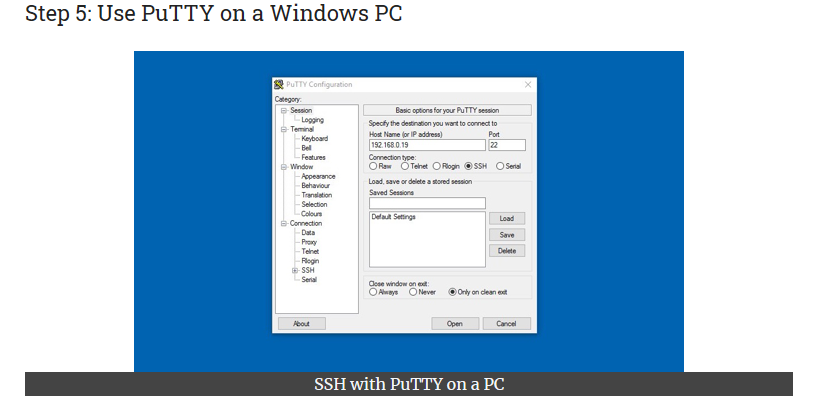 Step 5: Use PuTTY on a Windows PC
PuTTY Configuration
Category:
Session
Logging
Terminal
Keyboard
Bell
Features
Window
Appearance
Behaviour
Translation
Selection
Colours
Connection
Data
Proxy
Telnet
Rlogin
SSH
Serial
Basic options for your PuTTY session
Specify the destination you want to connect to
Host Name (or IP address) Port
192.168.0.19 22
Connection type:
Raw Telnet Rlogin SSH Serial
Load, save or delete a stored session
Saved Sessions
Default Settings
Load
Save
Delete
Close window on exit:
Always Never Only on clean exit
About Open Cancel
SSH with PuTTY on a PC